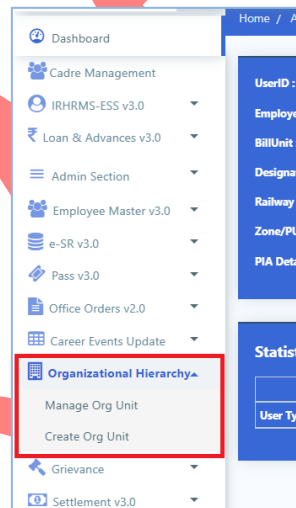 Home / A
Dashboard
Cadre Management
IRHRMS-ESS v3.0
Loan & Advances v3.0
Admin Section
Employee Master v3.0
e-SR v3.0
Pass v3.0
Office Orders v2.0
Career Events Update
Organizational Hierarchy
Manage Org Unit
Create Org Unit
Grievance
Settlement v3.0
UserID :
Employe
BillUnit :
Designa
Railway
Zone/PU
PIA Deta
Statist
User Ty